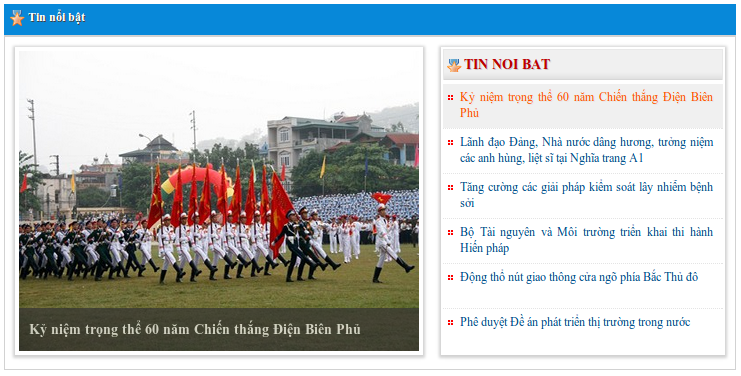 Tin nổi bật
TIN NOI BAT
Kỷ niệm trọng thể 60 năm Chiến thắng Điện Biên
Phủ
Lãnh đạo Đảng, Nhà nước dâng hương, tưởng niệm
các anh hùng, liệt sĩ tại Nghĩa trang A1
Tăng cường các giải pháp kiểm soát lây nhiễm bệnh
sởi
Bộ Tài nguyên và Môi trường triển khai thi hành
Hiến pháp
Động thổ nút giao thông cửa ngõ phía Bắc Thủ đô
Phê duyệt Đề án phát triển thị trường trong nước
Kỷ niệm trọng thể 60 năm Chiến thắng Điện Biên Phủ